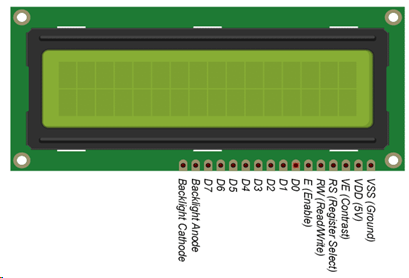 Backlight Cathode
Backlight Anode
D7
D6
D5
D4
D3
D2
D1
D0
E (Enable)
RW (Read/Write)
RS (Register Select)
VE (Contrast)
VDD (5V)
VSS (Ground)